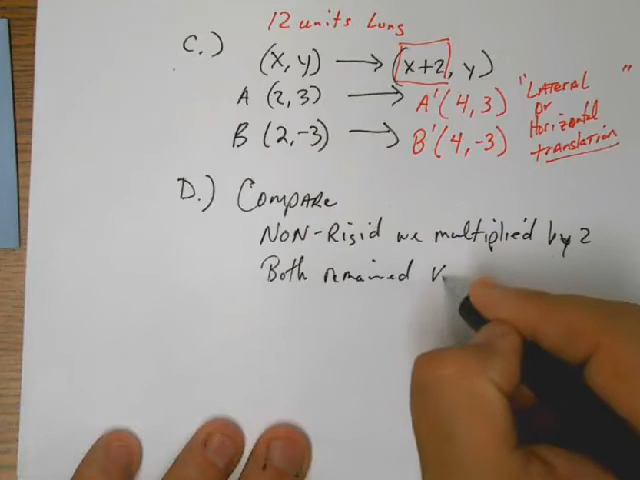 12 units Long
C.) (x, y) → (x+2, y)
A (2, 3) → A'(4, 3)
B (2, -3) → B'(4, -3)
"LATERAL "
or
Horizontal
translation
D.) COMPARE
NON-Rigid we multiplied by 2
Both remained V